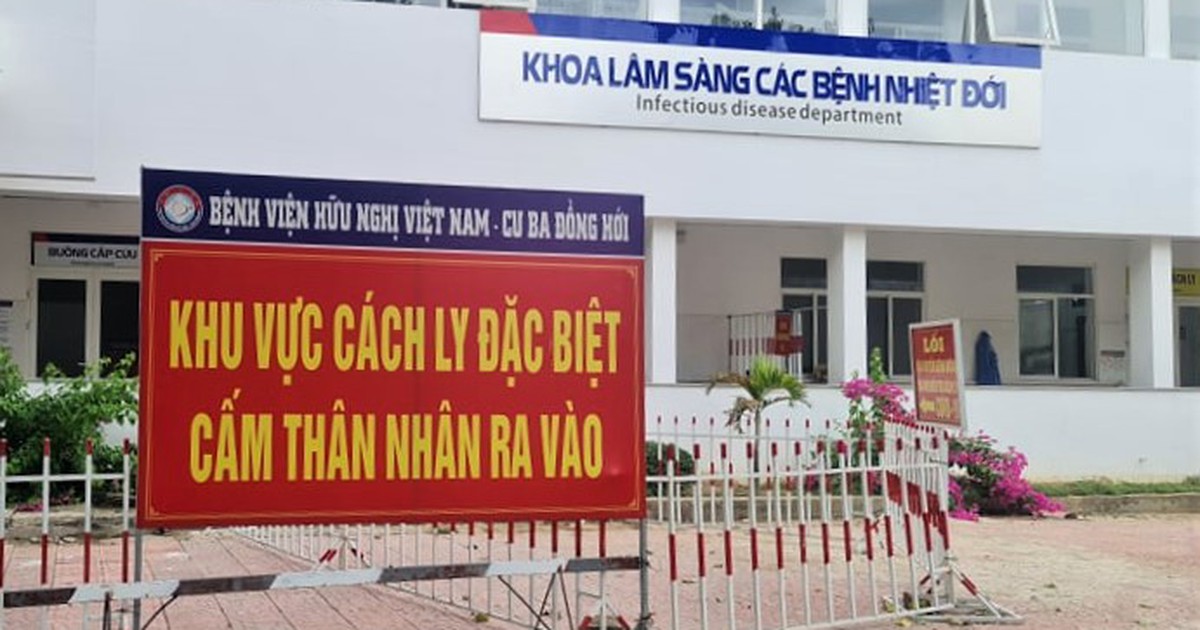 KHOA LÂM SÀNG CÁC BỆNH NHIỆT ĐỚI
Infectious disease department
BỆNH VIỆN HỮU NGHỊ VIỆT NAM - CU BA ĐỒNG HỚI
KHU VỰC CÁCH LY ĐẶC BIỆT
CẤM THÂN NHÂN RA VÀO
BUỒNG CẤP CỨU
LỐI